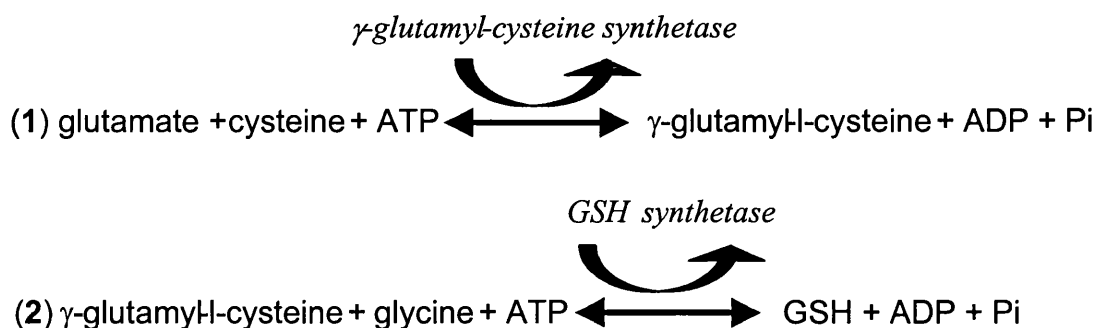 γ-glutamyl-cysteine synthetase
(1) glutamate +cysteine + ATP γ-glutamyl-l-cysteine + ADP + Pi
GSH synthetase
(2) γ-glutamyl-l-cysteine + glycine + ATP GSH + ADP + Pi